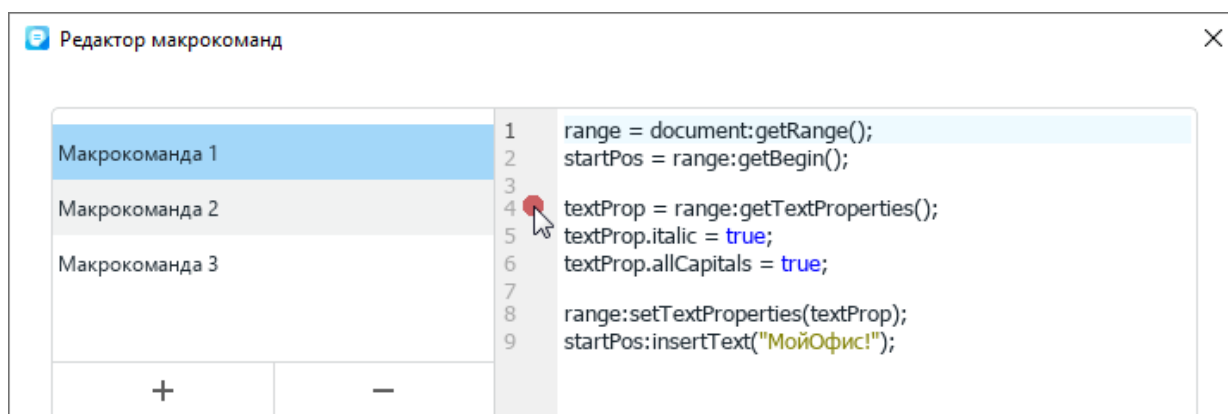 Редактор макрокоманд
Макрокоманда 1
Макрокоманда 2
Макрокоманда 3
+ −
1 range = document:getRange();
2 startPos = range:getBegin();
3
4 textProp = range:getTextProperties();
5 textProp.italic = true;
6 textProp.allCapitals = true;
7
8 range:setTextProperties(textProp);
9 startPos:insertText("МойОфис!");